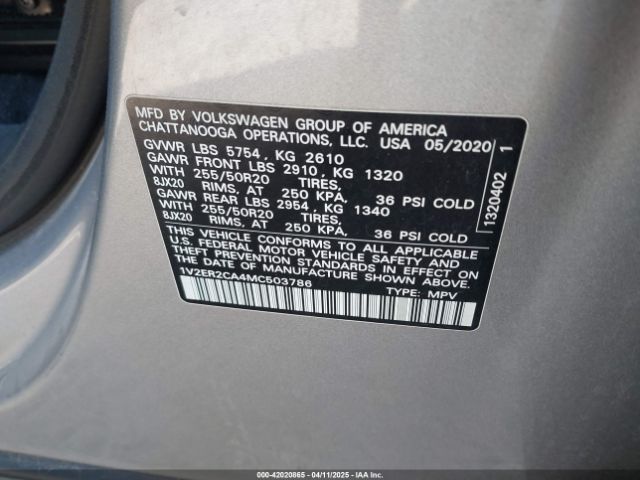 MFD BY VOLKSWAGEN GROUP OF AMERICA
CHATTANOOGA OPERATIONS, LLC. USA 05/2020
GVWR LBS 5754, KG 2610
GAWR FRONT LBS 2910, KG 1320
WITH 255/50R20 TIRES,
8JX20 RIMS, AT 250 KPA, 36 PSI COLD
GAWR REAR LBS 2954, KG 1340
WITH 255/50R20 TIRES,
8JX20 RIMS, AT 250 KPA, 36 PSI COLD
THIS VEHICLE CONFORMS TO ALL APPLICABLE
U.S. FEDERAL MOTOR VEHICLE SAFETY AND
THEFT PREVENTION STANDARDS IN EFFECT ON
THE DATE OF MANUFACTURE SHOWN ABOVE.
1V2ER2CA4MC503786 TYPE: MPV
1320402 1
000-42020865 - 04/11/2025 - IAAI.COM